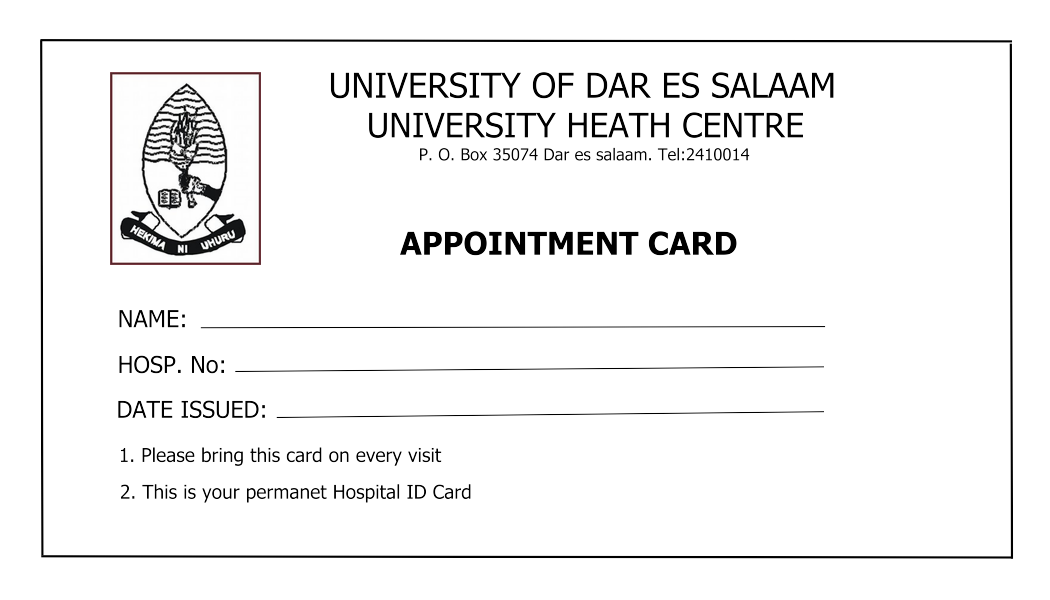 UNIVERSITY OF DAR ES SALAAM
UNIVERSITY HEATH CENTRE
P. O. Box 35074 Dar es salaam. Tel:2410014
HEKIMA NI UHURU
APPOINTMENT CARD
NAME:
HOSP. No:
DATE ISSUED:
1. Please bring this card on every visit
2. This is your permanet Hospital ID Card